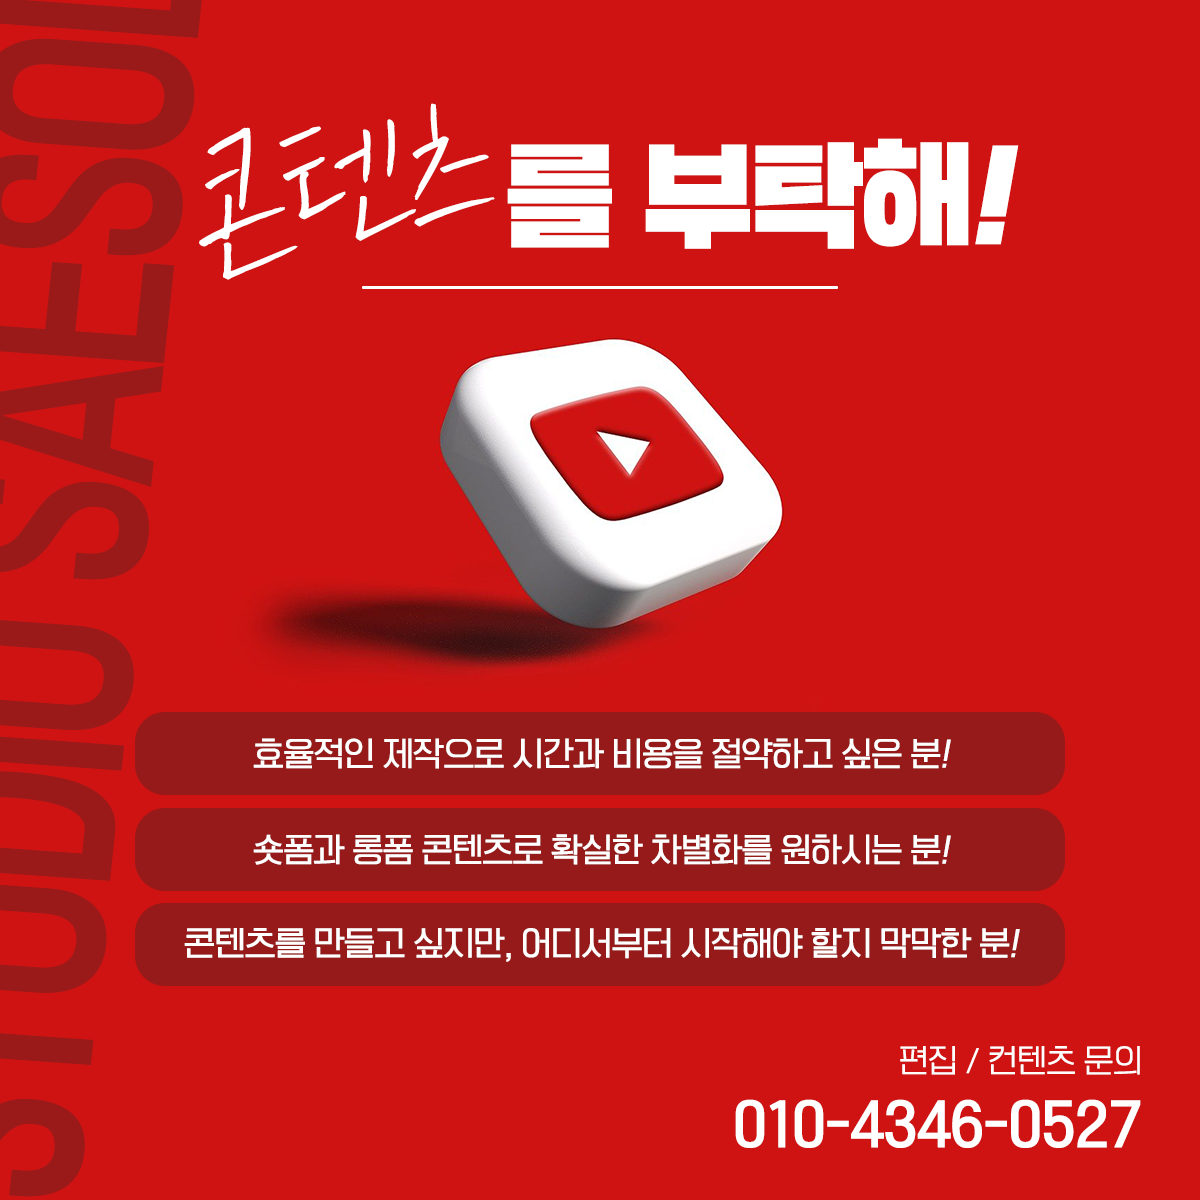 콘텐츠를 부탁해!
효율적인 제작으로 시간과 비용을 절약하고 싶은 분!
숏폼과 롱폼 콘텐츠로 확실한 차별화를 원하시는 분!
콘텐츠를 만들고 싶지만, 어디서부터 시작해야 할지 막막한 분!
편집 / 컨텐츠 문의
010-4346-0527
STUDIO SAESOL